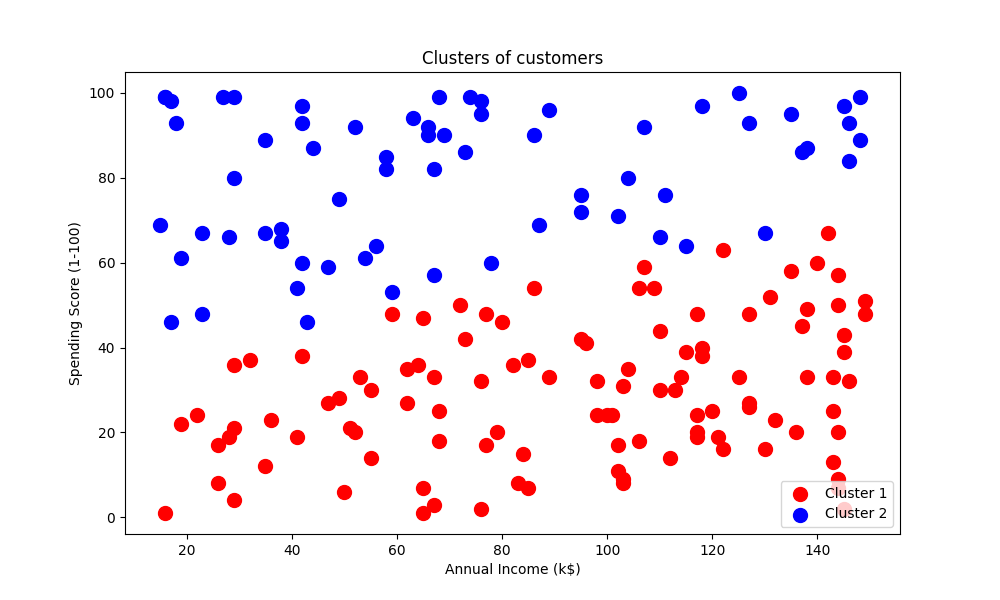 Clusters of customers
100
80
60
40
20
0
Spending Score (1-100)
20 40 60 80 100 120 140
Annual Income (k$)
Cluster 1
Cluster 2